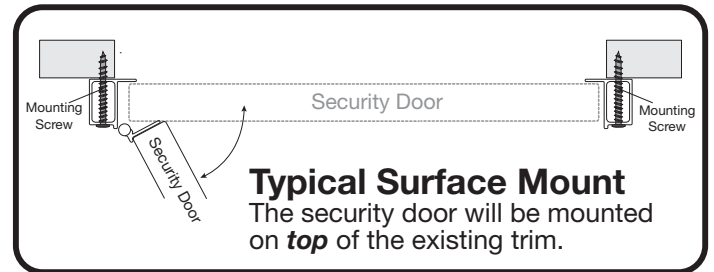 Security Door
Mounting
Screw
Mounting
Screw
Security Door
Typical Surface Mount
The security door will be mounted
on top of the existing trim.